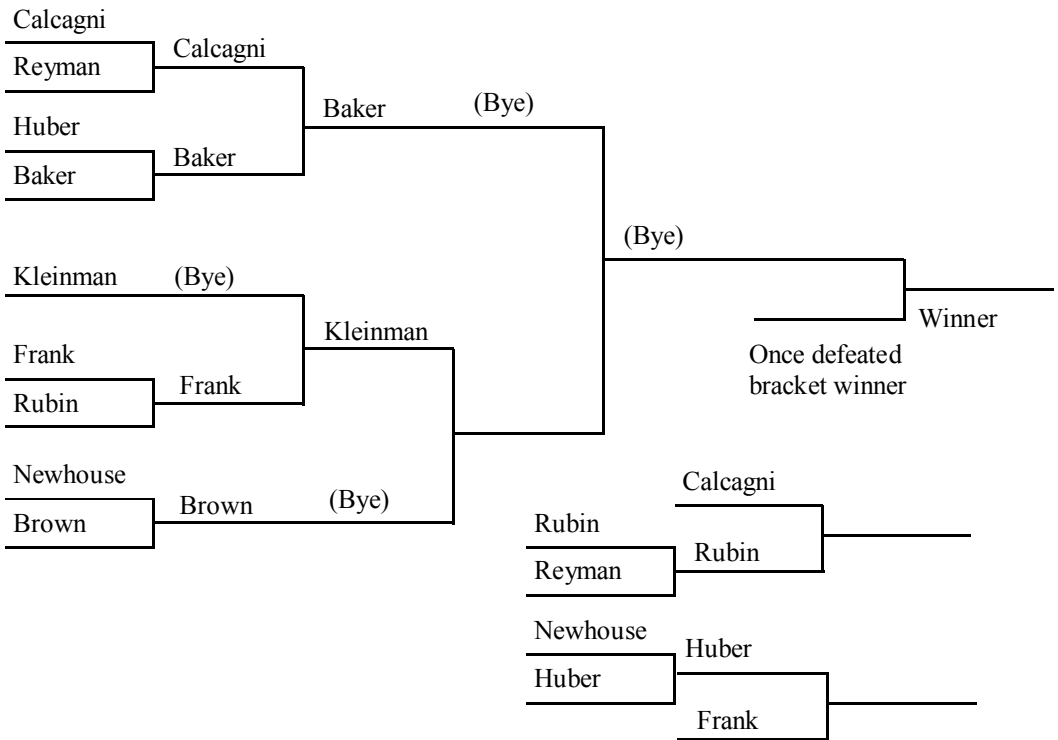 Calcagni
Calcagni
Reyman
Baker
(Bye)
Huber
Baker
Baker
(Bye)
Kleinman
(Bye)
Kleinman
Winner
Frank
Once defeated
bracket winner
Frank
Rubin
Newhouse
Calcagni
Brown
(Bye)
Brown
Rubin
Rubin
Reyman
Newhouse
Huber
Huber
Frank